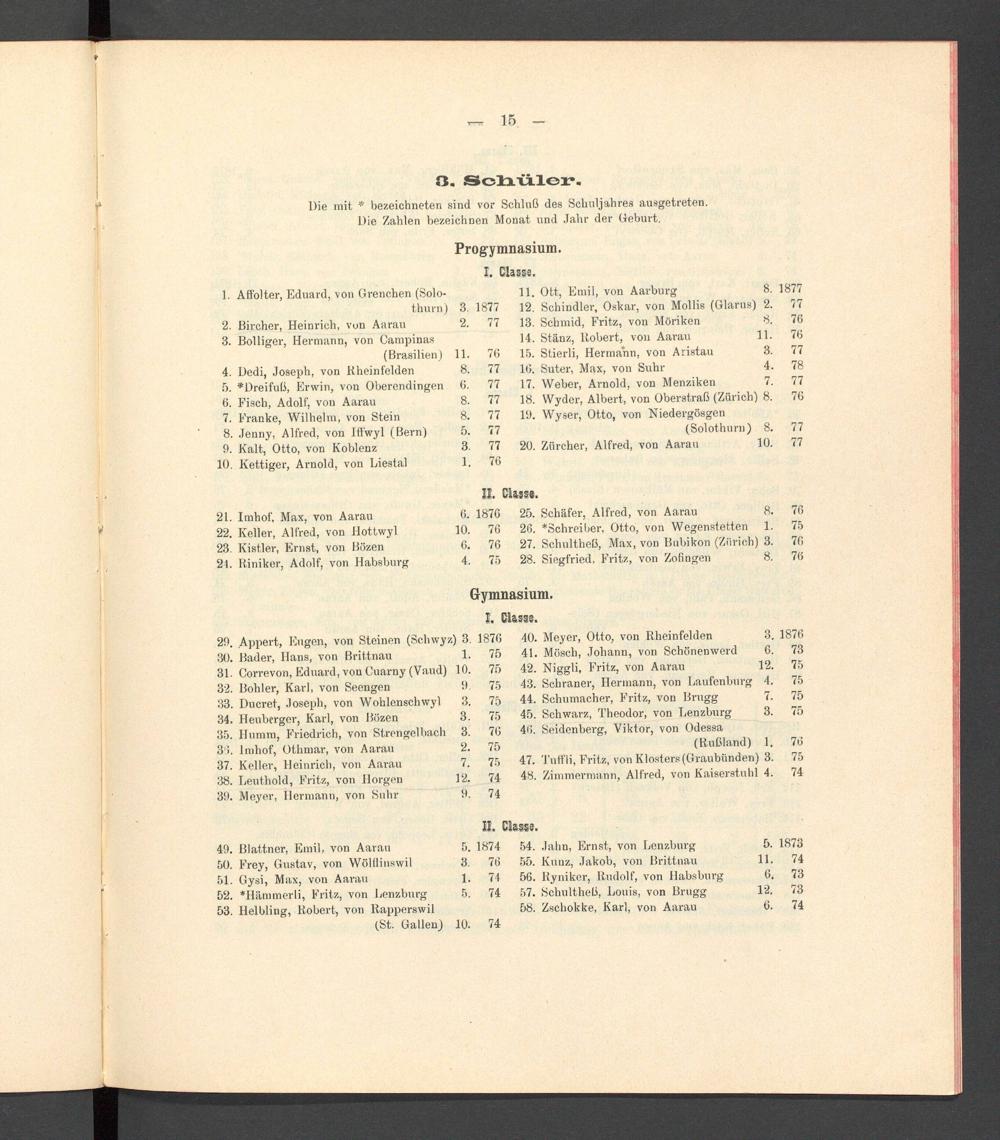 — 15 —
3. Schüler.
Die mit * bezeichneten sind vor Schluß des Schuljahres ausgetreten.
Die Zahlen bezeichnen Monat und Jahr der Geburt.
Progymnasium.
I. Classe.
1. Affolter, Eduard, von Grenchen (Solo-
thurn) 3. 1877
2. Bircher, Heinrich, von Aarau 2. 77
3. Bolliger, Hermann, von Campinas
(Brasilien) 11. 76
4. Dedi, Joseph, von Rheinfelden 8. 77
5. *Dreifuß, Erwin, von Oberendingen 6. 77
6. Fisch, Adolf, von Aarau 8. 77
7. Franke, Wilhelm, von Stein 8. 77
8. Jenny, Alfred, von Iffwyl (Bern) 5. 77
9. Kalt, Otto, von Koblenz 3. 77
10. Kettiger, Arnold, von Liestal 1. 76
11. Ott, Emil, von Aarburg 8. 1877
12. Schindler, Oskar, von Mollis (Glarus) 2. 77
13. Schmid, Fritz, von Möriken 8. 76
14. Stänz, Robert, von Aarau 11. 76
15. Stierli, Hermann, von Aristau 3. 77
16. Suter, Max, von Suhr 4. 78
17. Weber, Arnold, von Menziken 7. 77
18. Wyder, Albert, von Oberstraß (Zürich) 8. 76
19. Wyser, Otto, von Niedergösgen
(Solothurn) 8. 77
20. Zürcher, Alfred, von Aarau 10. 77
II. Classe.
21. Imhof, Max, von Aarau 6. 1876
22. Keller, Alfred, von Hottwyl 10. 76
23. Kistler, Ernst, von Bözen 6. 76
24. Riniker, Adolf, von Habsburg 4. 75
25. Schäfer, Alfred, von Aarau 8. 76
26. *Schreiber, Otto, von Wegenstetten 1. 75
27. Schultheß, Max, von Bubikon (Zürich) 3. 76
28. Siegfried, Fritz, von Zofingen 8. 76
Gymnasium.
I. Classe.
29. Appert, Eugen, von Steinen (Schwyz) 3. 1876
30. Bader, Hans, von Brittnau 1. 75
31. Correvon, Eduard, von Cuarny (Vaud) 10. 75
32. Bohler, Karl, von Seengen 9. 75
33. Ducret, Joseph, von Wohlenschwyl 3. 75
34. Heuberger, Karl, von Bözen 3. 75
35. Humm, Friedrich, von Strengelbach 3. 76
36. Imhof, Othmar, von Aarau 2. 75
37. Keller, Heinrich, von Aarau 7. 75
38. Leuthold, Fritz, von Horgen 12. 74
39. Meyer, Hermann, von Suhr 9. 74
40. Meyer, Otto, von Rheinfelden 3. 1876
41. Mösch, Johann, von Schönenwerd 6. 73
42. Niggli, Fritz, von Aarau 12. 75
43. Schraner, Hermann, von Laufenburg 4. 75
44. Schumacher, Fritz, von Brugg 7. 75
45. Schwarz, Theodor, von Lenzburg 3. 75
46. Seidenberg, Viktor, von Odessa
(Rußland) 1. 76
47. Tuffli, Fritz, von Klosters (Graubünden) 3. 75
48. Zimmermann, Alfred, von Kaiserstuhl 4. 74
II. Classe.
49. Blattner, Emil, von Aarau 5. 1874
50. Frey, Gustav, von Wölflinswil 3. 76
51. Gysi, Max, von Aarau 1. 74
52. *Hämmerli, Fritz, von Lenzburg 5. 74
53. Helbling, Robert, von Rapperswil
(St. Gallen) 10. 74
54. Jahn, Ernst, von Lenzburg 5. 1873
55. Kunz, Jakob, von Brittnau 11. 74
56. Ryniker, Rudolf, von Habsburg 6. 73
57. Schultheß, Louis, von Brugg 12. 73
58. Zschokke, Karl, von Aarau 6. 74